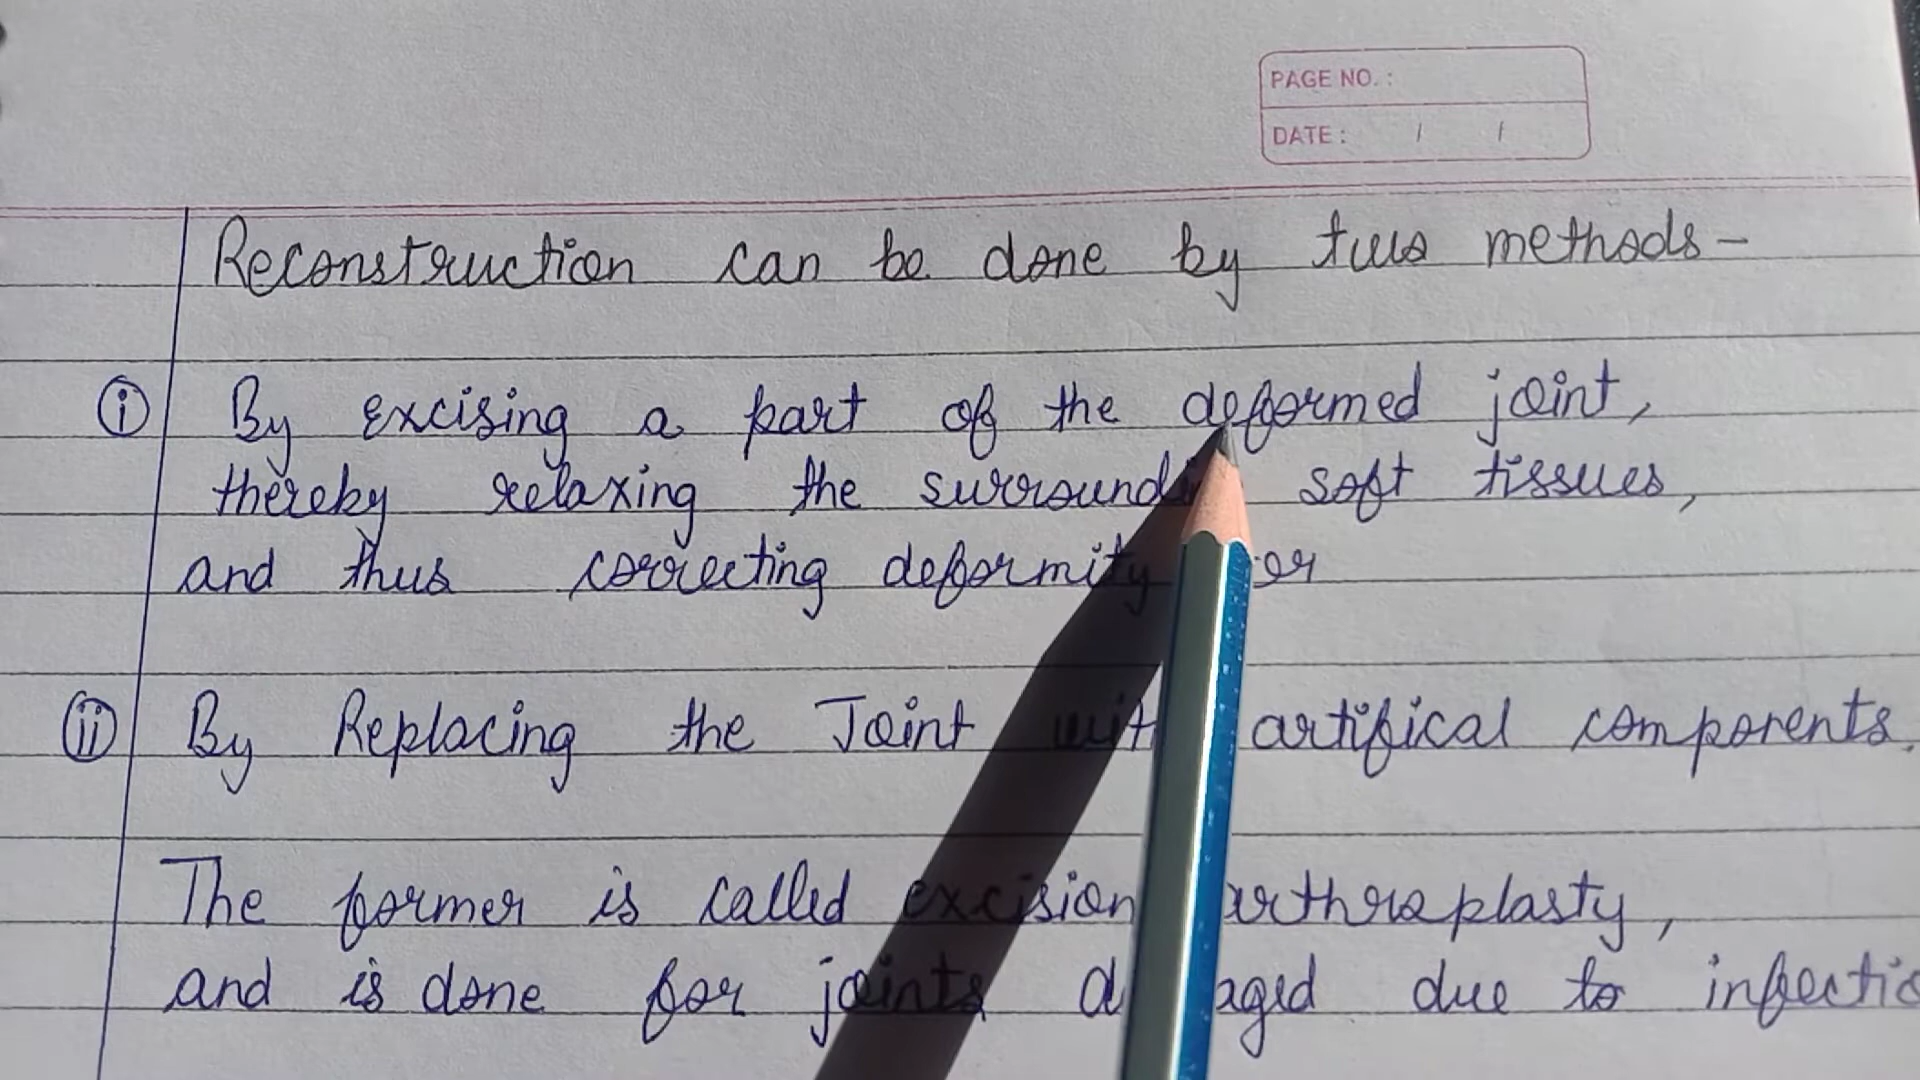 PAGE NO. :
DATE : / /
Reconstruction can be done by two methods-
(i) By excising a part of the deformed joint,
thereby relaxing the soft tissues,
and thus correcting deformity or
(ii) By Replacing the Joint with artifical components.
The former is called excision arthroplasty,
and is done for joints due to